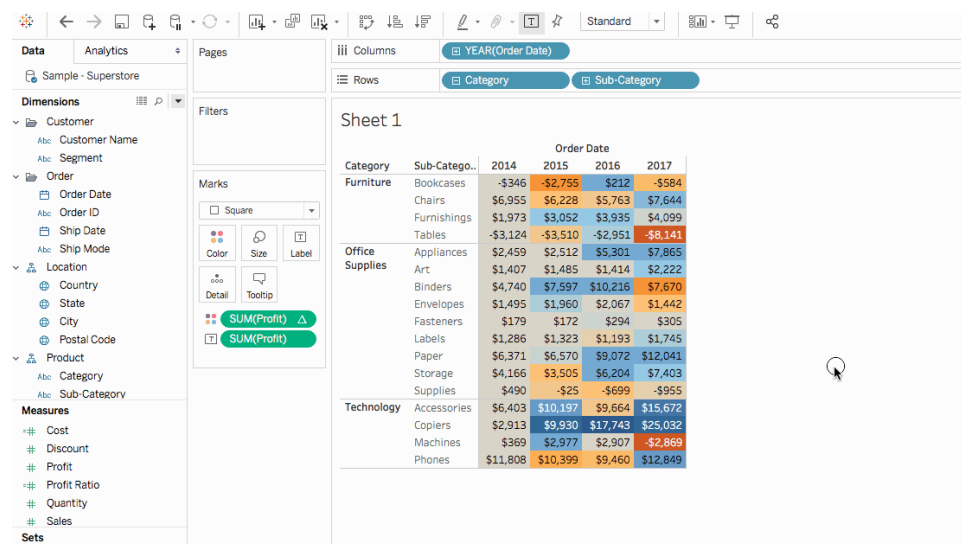 Standard
Data Analytics
Sample - Superstore
Dimensions
Customer
Abc Customer Name
Abc Segment
Order
Order Date
Abc Order ID
Ship Date
Abc Ship Mode
Location
Country
State
City
Postal Code
Product
Abc Category
Abc Sub-Category
Measures
=# Cost
# Discount
# Profit
=# Profit Ratio
# Quantity
# Sales
Sets
Pages
Filters
Marks
Square
Color Size Label
Detail Tooltip
SUM(Profit) Δ
T SUM(Profit)
iii Columns YEAR(Order Date)
Rows Category Sub-Category
Sheet 1
Order Date
Category Sub-Catego.. 2014 2015 2016 2017
Furniture Bookcases -$346 -$2,755 $212 -$584
Chairs $6,955 $6,228 $5,763 $7,644
Furnishings $1,973 $3,052 $3,935 $4,099
Tables -$3,124 -$3,510 -$2,951 -$8,141
Office Supplies Appliances $2,459 $2,512 $5,301 $7,865
Art $1,407 $1,485 $1,414 $2,222
Binders $4,740 $7,597 $10,216 $7,670
Envelopes $1,495 $1,960 $2,067 $1,442
Fasteners $179 $172 $294 $305
Labels $1,286 $1,323 $1,193 $1,745
Paper $6,371 $6,570 $9,072 $12,041
Storage $4,166 $3,505 $6,204 $7,403
Supplies $490 -$25 -$699 -$955
Technology Accessories $6,403 $10,197 $9,664 $15,672
Copiers $2,913 $9,930 $17,743 $25,032
Machines $369 $2,977 $2,907 -$2,869
Phones $11,808 $10,399 $9,460 $12,849